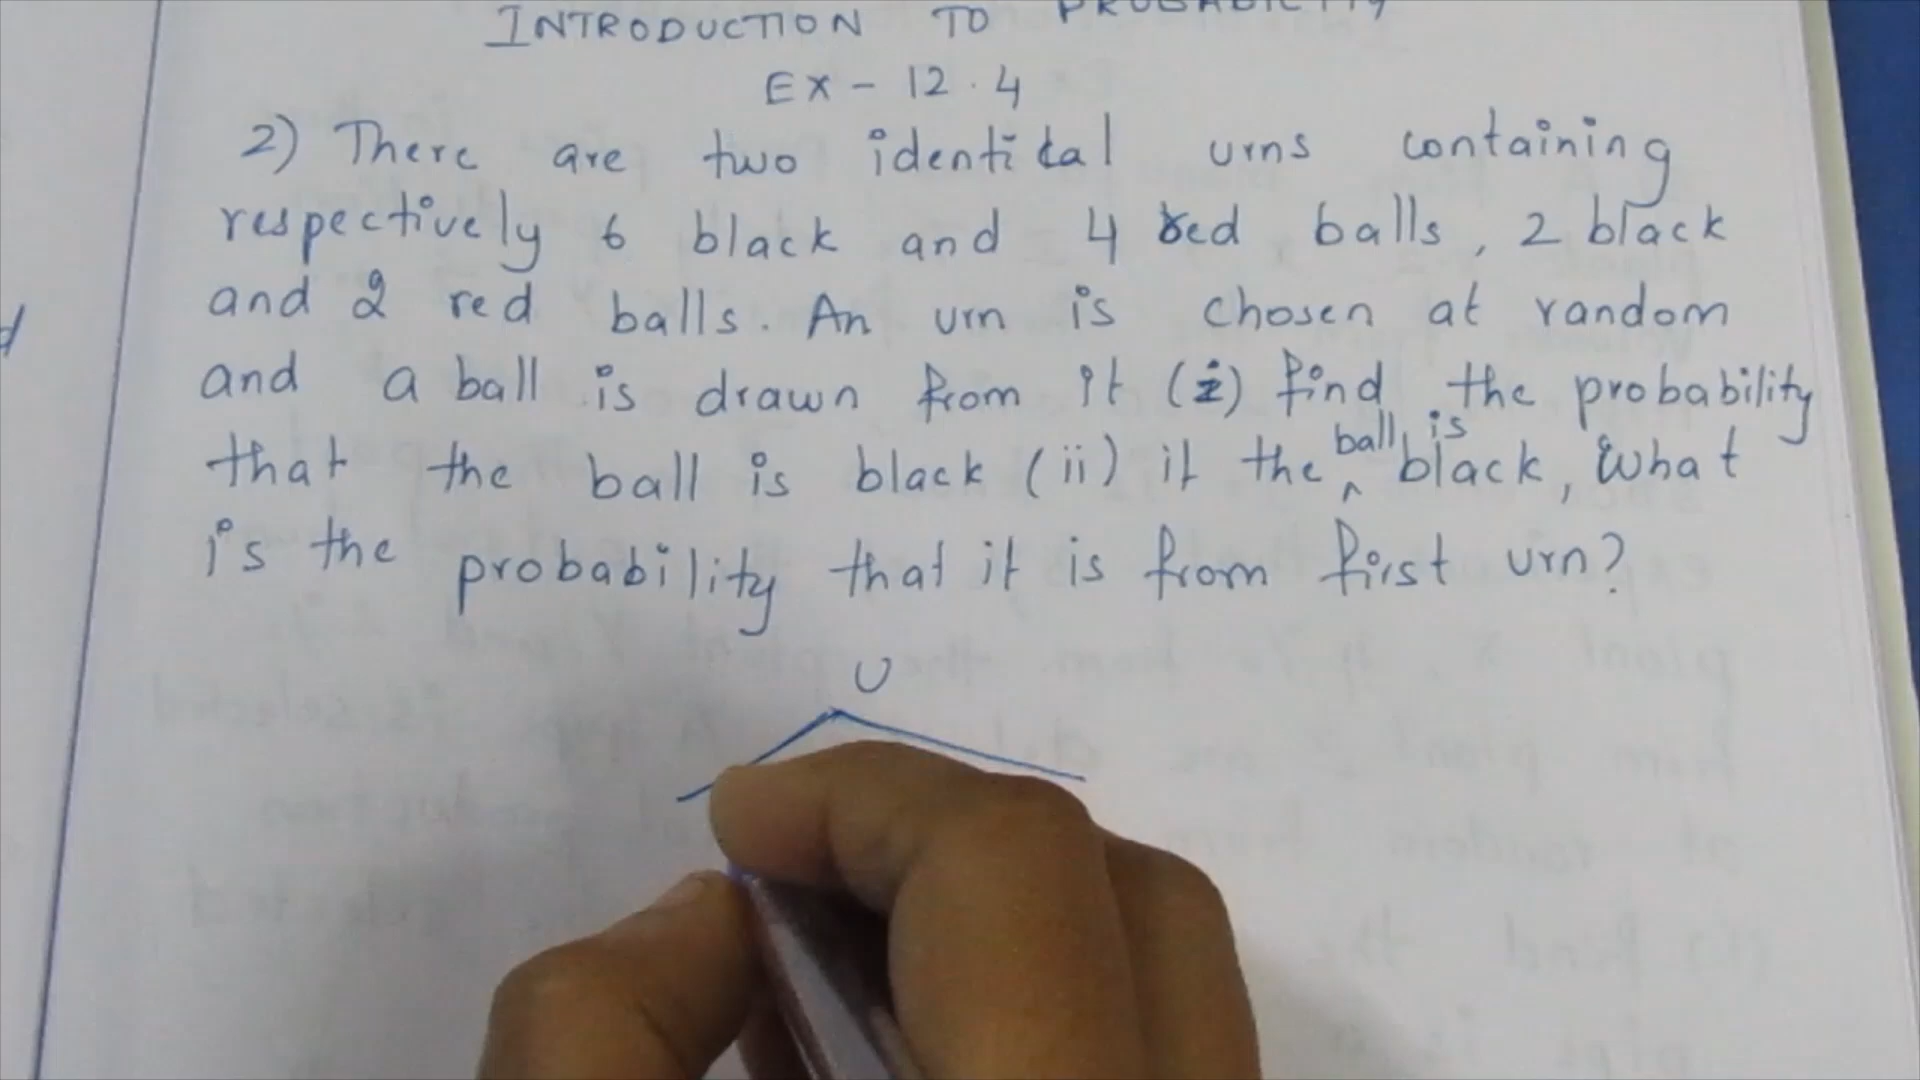 INTRODUCTION TO PROBABILITY
EX - 12.4
2) There are two identical urns containing
respectively 6 black and 4 red balls, 2 black
and 2 red balls. An urn is chosen at random
and a ball is drawn from it (i) find the probability
that the ball is black (ii) if the ball is black, What
is the probability that it is from first urn?
U